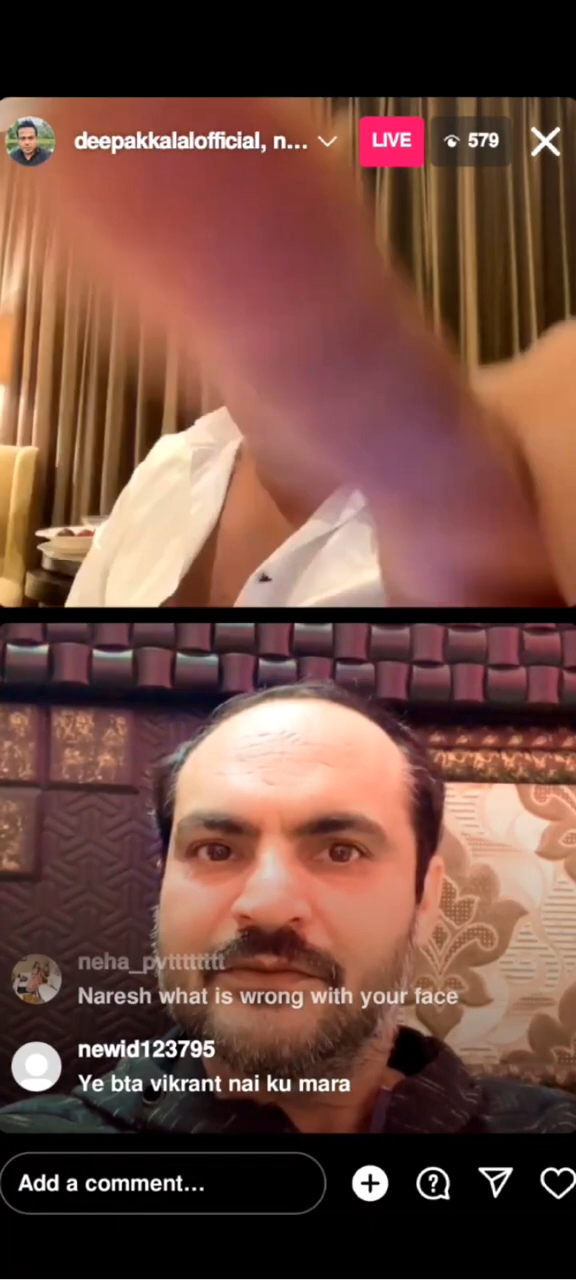 deepakkalalofficial, n...
LIVE
579
neha_pvttttttttt
Naresh what is wrong with your face
newid123795
Ye bta vikrant nai ku mara
Add a comment...